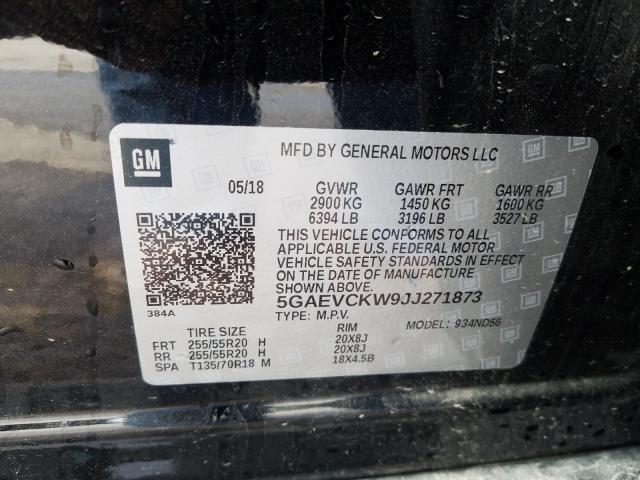 GM
MFD BY GENERAL MOTORS LLC
05/18 GVWR GAWR FRT GAWR RR
2900 KG 1450 KG 1600 KG
6394 LB 3196 LB 3527 LB
THIS VEHICLE CONFORMS TO ALL
APPLICABLE U.S. FEDERAL MOTOR
VEHICLE SAFETY STANDARDS IN EFFECT
ON THE DATE OF MANUFACTURE
SHOWN ABOVE.
384A
5GAEVCKW9JJ271873
TYPE: M.P.V. MODEL: 934ND56
TIRE SIZE RIM
FRT 255/55R20 H 20X8J
RR 255/55R20 H 20X8J
SPA T135/70R18 M 18X4.5B